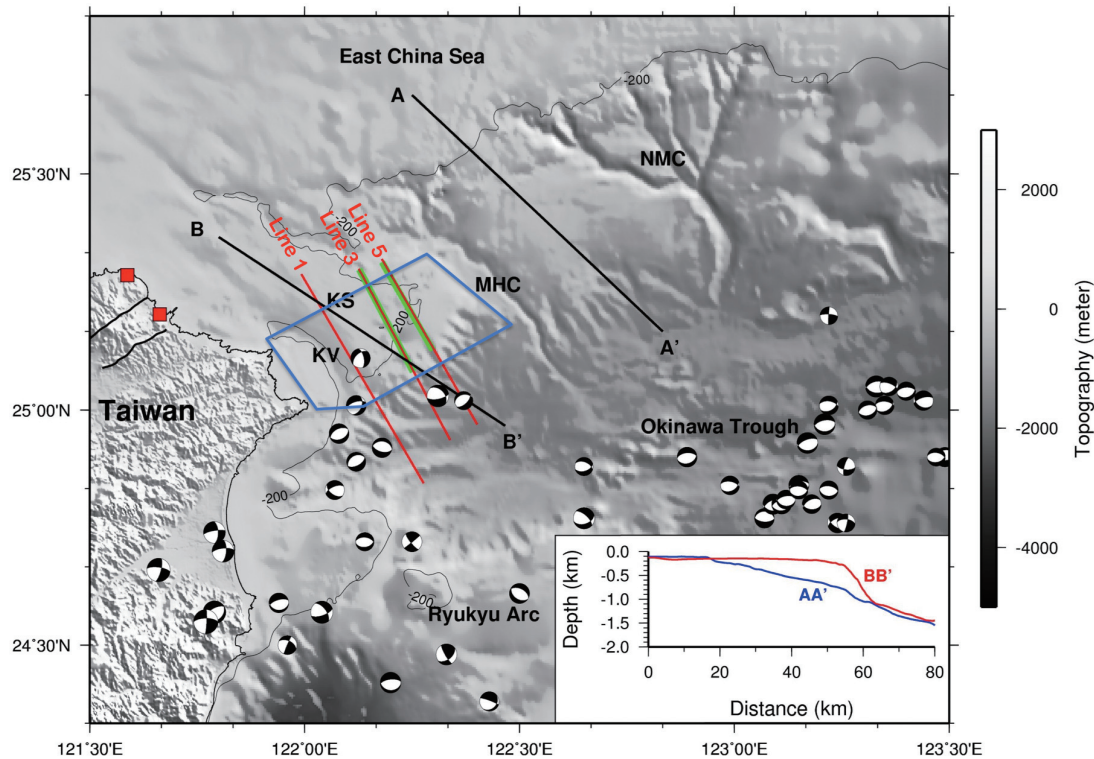 East China Sea
A
-200
NMC
25˚30'N
B
Line 1
Line 3
Line 5
-200
MHC
KS
200
KV
A'
25˚00'N
Taiwan
B'
Okinawa Trough
-200
-200
Ryukyu Arc
24˚30'N
121˚30'E
122˚00'E
122˚30'E
123˚00'E
123˚30'E
2000
0
-2000
-4000
Topography (meter)
0.0
-0.5
-1.0
-1.5
-2.0
Depth (km)
BB'
AA'
0
20
40
60
80
Distance (km)